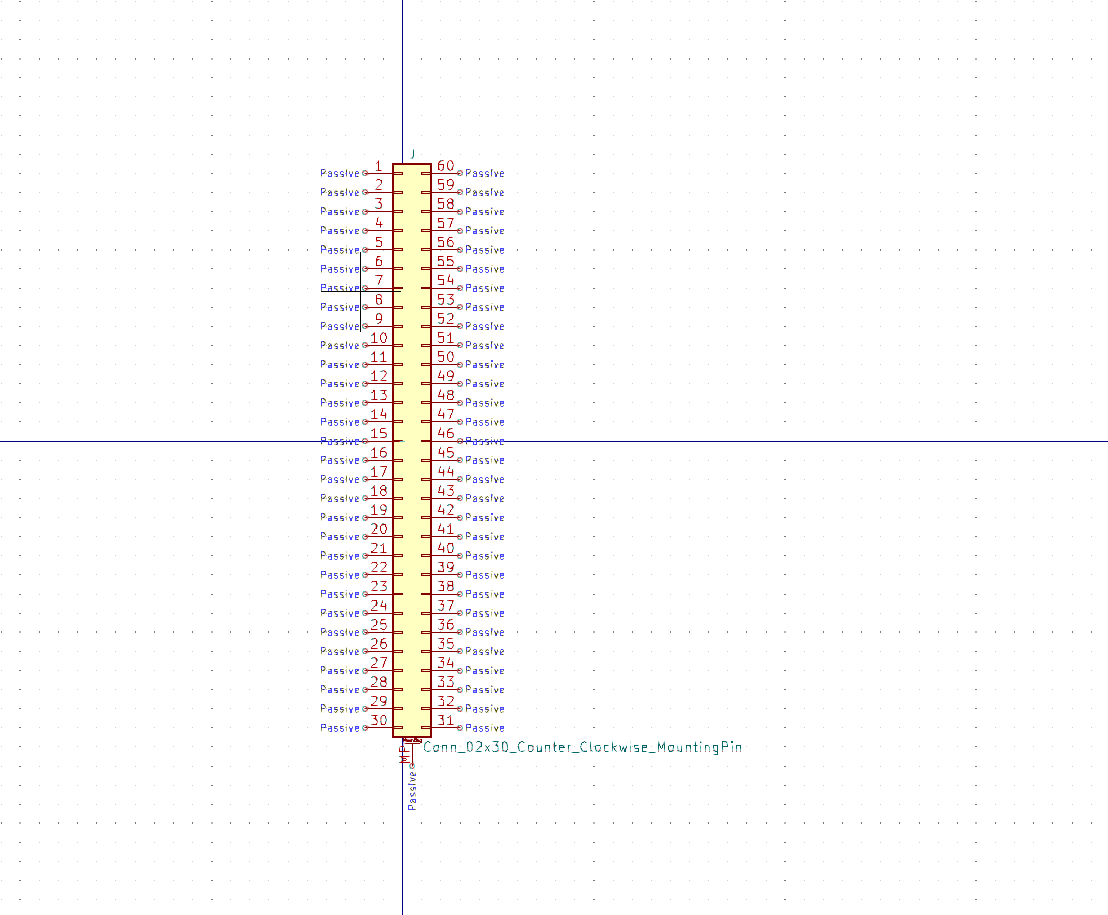 J
Passive 1 60 Passive
Passive 2 59 Passive
Passive 3 58 Passive
Passive 4 57 Passive
Passive 5 56 Passive
Passive 6 55 Passive
Passive 7 54 Passive
Passive 8 53 Passive
Passive 9 52 Passive
Passive 10 51 Passive
Passive 11 50 Passive
Passive 12 49 Passive
Passive 13 48 Passive
Passive 14 47 Passive
Passive 15 46 Passive
Passive 16 45 Passive
Passive 17 44 Passive
Passive 18 43 Passive
Passive 19 42 Passive
Passive 20 41 Passive
Passive 21 40 Passive
Passive 22 39 Passive
Passive 23 38 Passive
Passive 24 37 Passive
Passive 25 36 Passive
Passive 26 35 Passive
Passive 27 34 Passive
Passive 28 33 Passive
Passive 29 32 Passive
Passive 30 31 Passive
Conn_02x30_Counter_Clockwise_MountingPin
MP
Passive